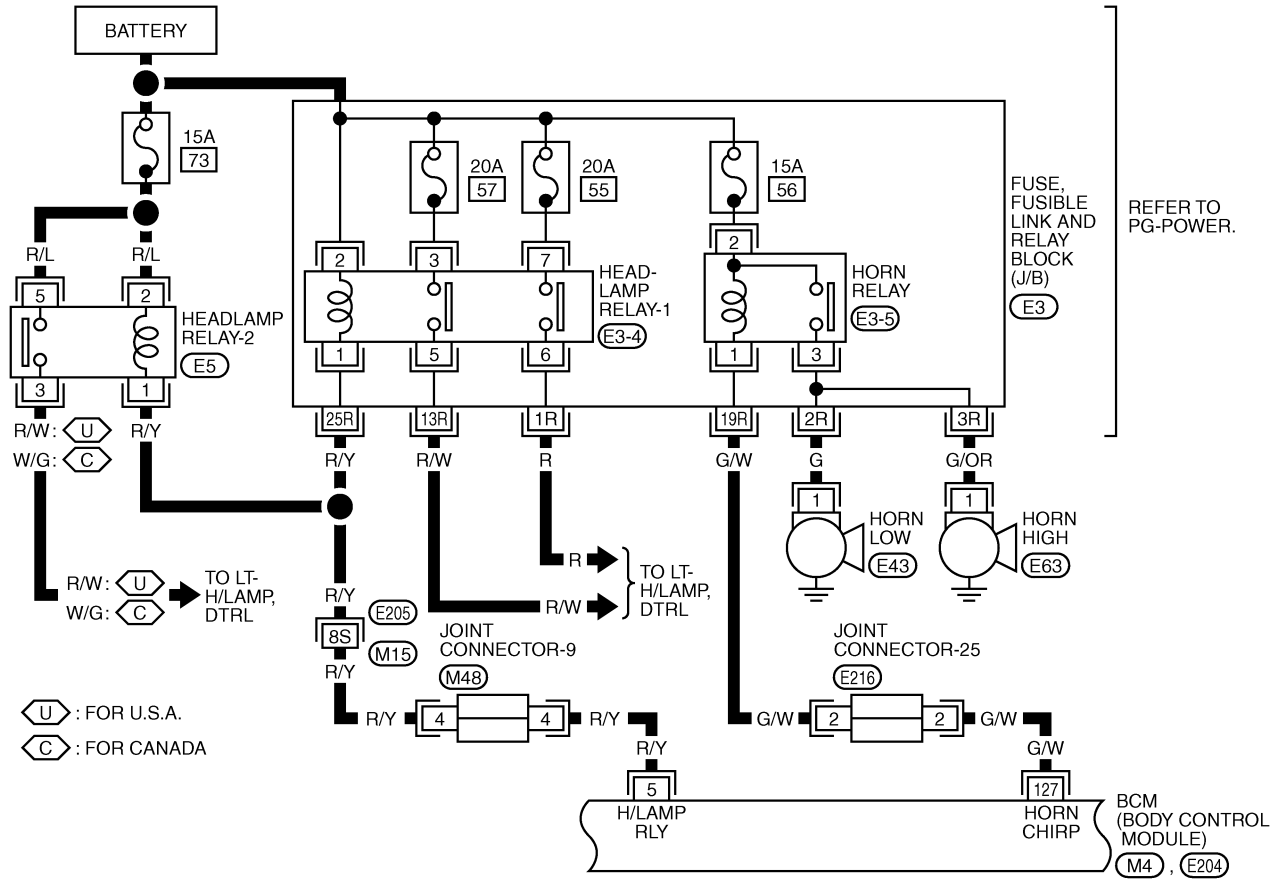 BATTERY
15A
73
20A
57
20A
55
15A
56
FUSE,
FUSIBLE
LINK AND
RELAY
BLOCK
(J/B)
E3
REFER TO
PG-POWER.
R/L
R/L
5
2
HEADLAMP
RELAY-2
E5
3
1
2
3
7
HEAD-
LAMP
RELAY-1
E3-4
1
5
6
2
HORN
RELAY
E3-5
1
3
25R
13R
1R
19R
2R
3R
R/W: U
R/Y
W/G: C
R/Y
R/W
R
G/W
G
G/OR
1
1
HORN
LOW
E43
HORN
HIGH
E63
R/W: U
W/G: C
TO LT-
H/LAMP,
DTRL
R
R/W
TO LT-
H/LAMP,
DTRL
R/Y
E205
8S
M15
R/Y
JOINT
CONNECTOR-9
M48
R/Y
4
4
R/Y
R/Y
JOINT
CONNECTOR-25
E216
G/W
2
2
G/W
G/W
U : FOR U.S.A.
C : FOR CANADA
5
H/LAMP
RLY
127
HORN
CHIRP
BCM
(BODY CONTROL
MODULE)
M4 , E204